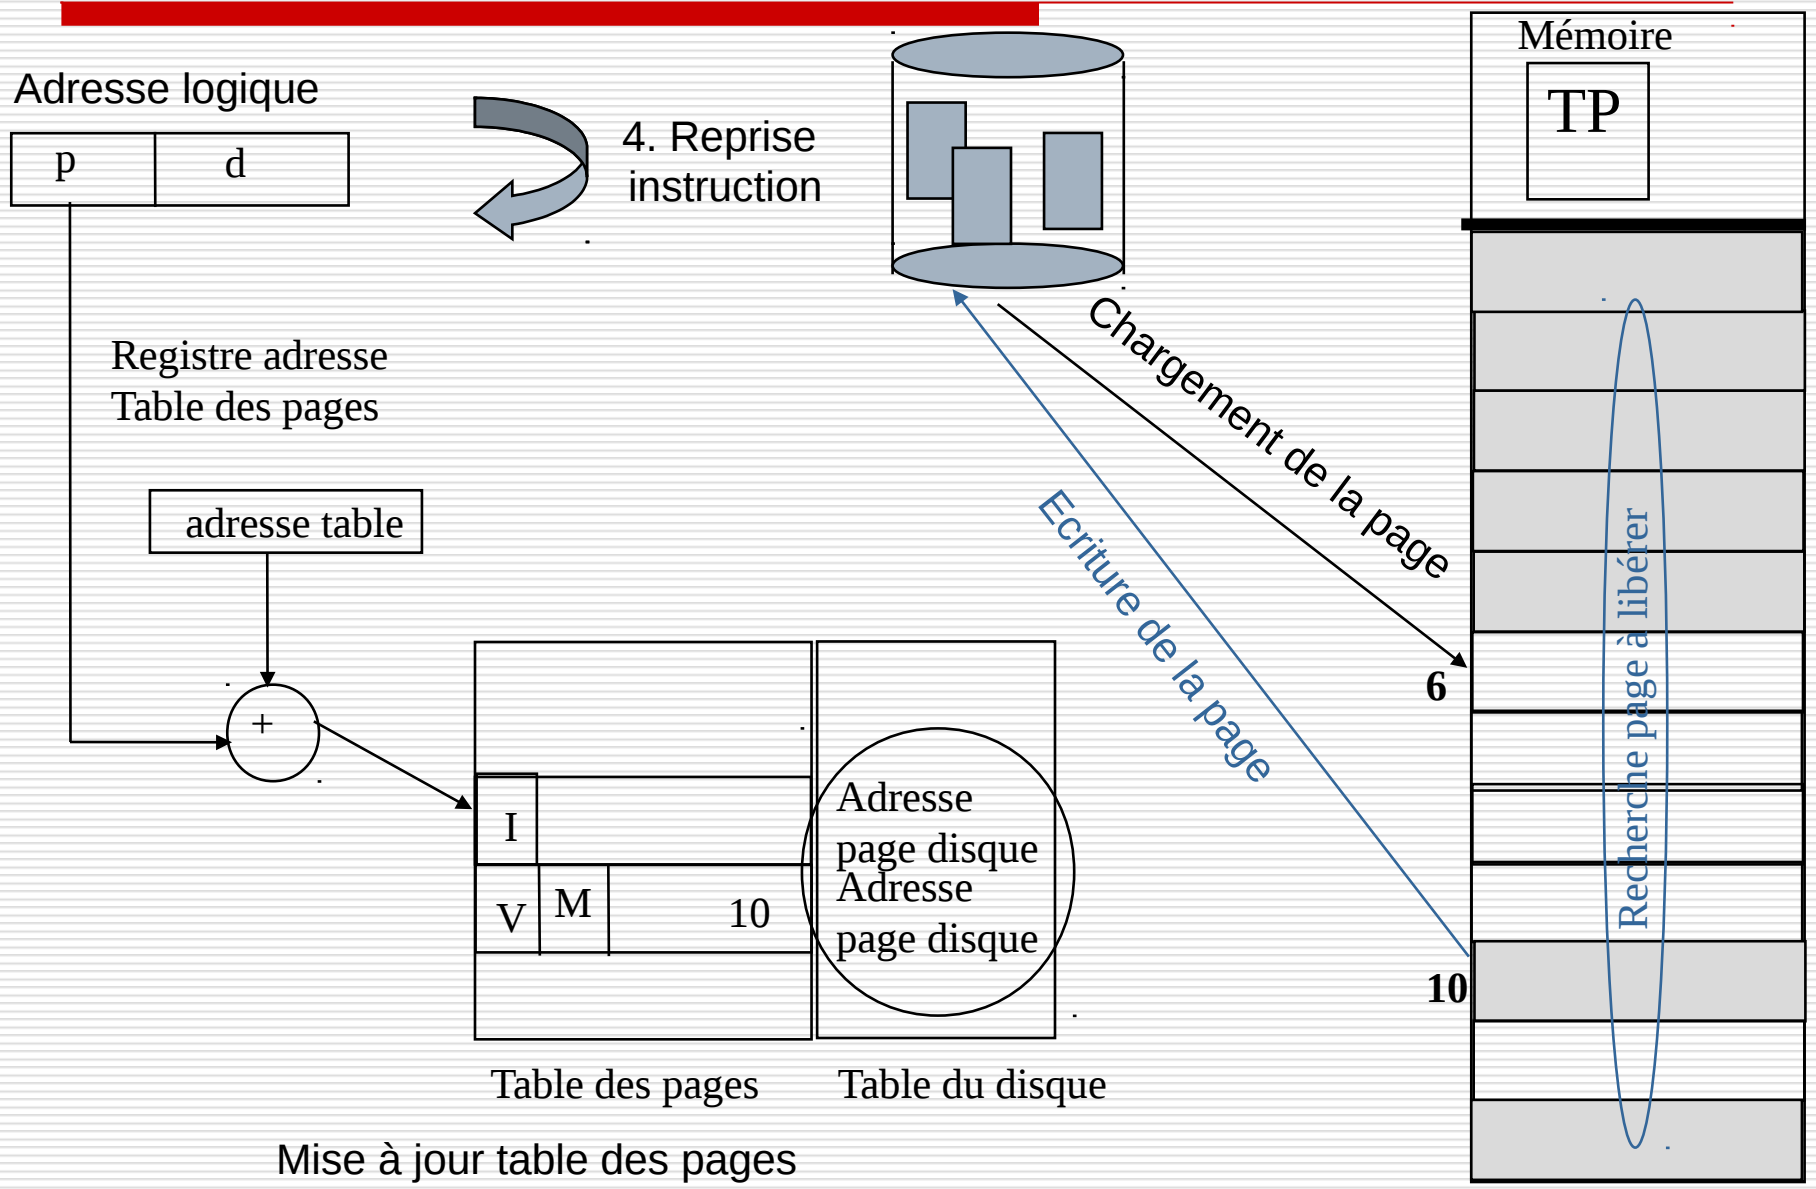 Adresse logique
p
d
4. Reprise
instruction
Mémoire
TP
Registre adresse
Table des pages
adresse table
+
Chargement de la page
Ecriture de la page
Recherche page à libérer
6
10
I
V
M
10
Adresse
page disque
Adresse
page disque
Table des pages
Table du disque
Mise à jour table des pages